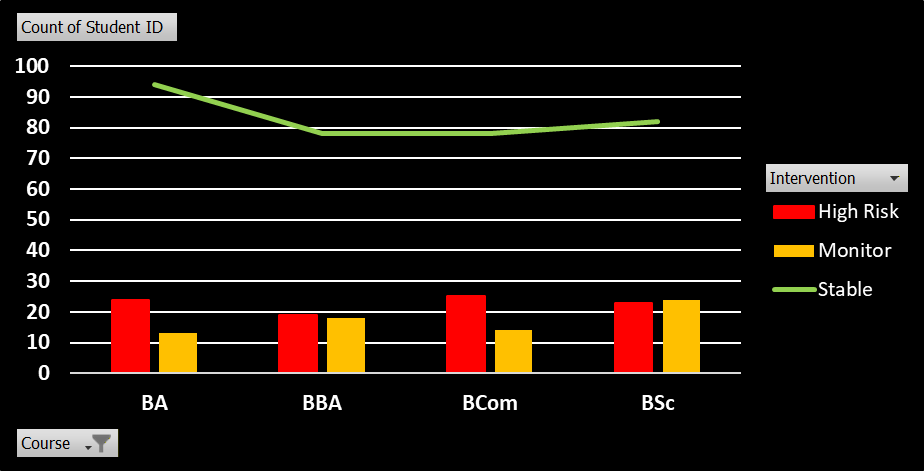 Count of Student ID
100
90
80
70
60
50
40
30
20
10
0
BA BBA BCom BSc
Intervention
High Risk
Monitor
Stable
Course